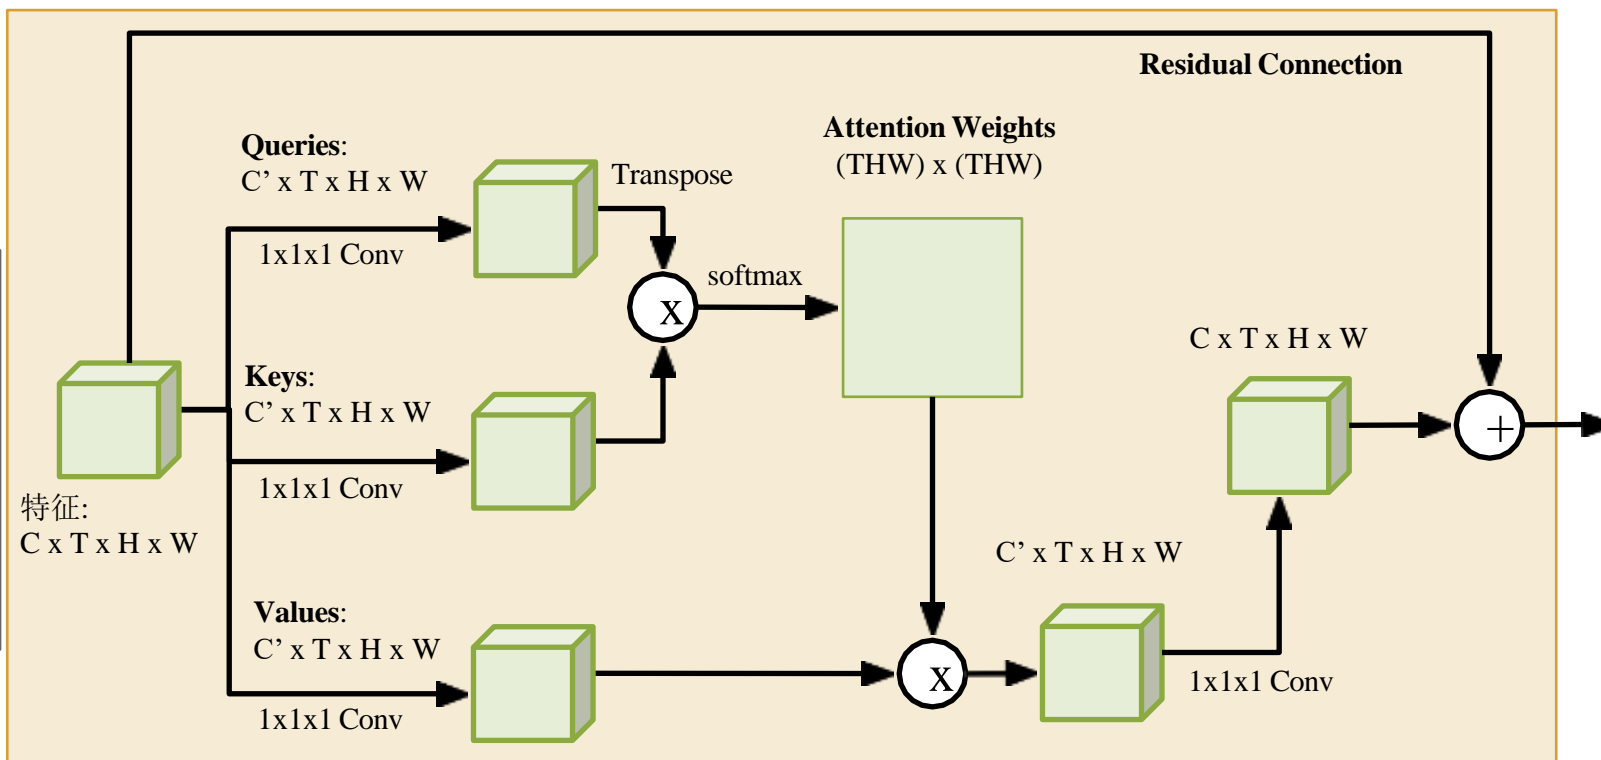 Residual Connection
Attention Weights
(THW) x (THW)
Queries:
C’ x T x H x W
Transpose
1x1x1 Conv
softmax
x
C x T x H x W
Keys:
C’ x T x H x W
1x1x1 Conv
+
特征:
C x T x H x W
C’ x T x H x W
Values:
C’ x T x H x W
x
1x1x1 Conv
1x1x1 Conv